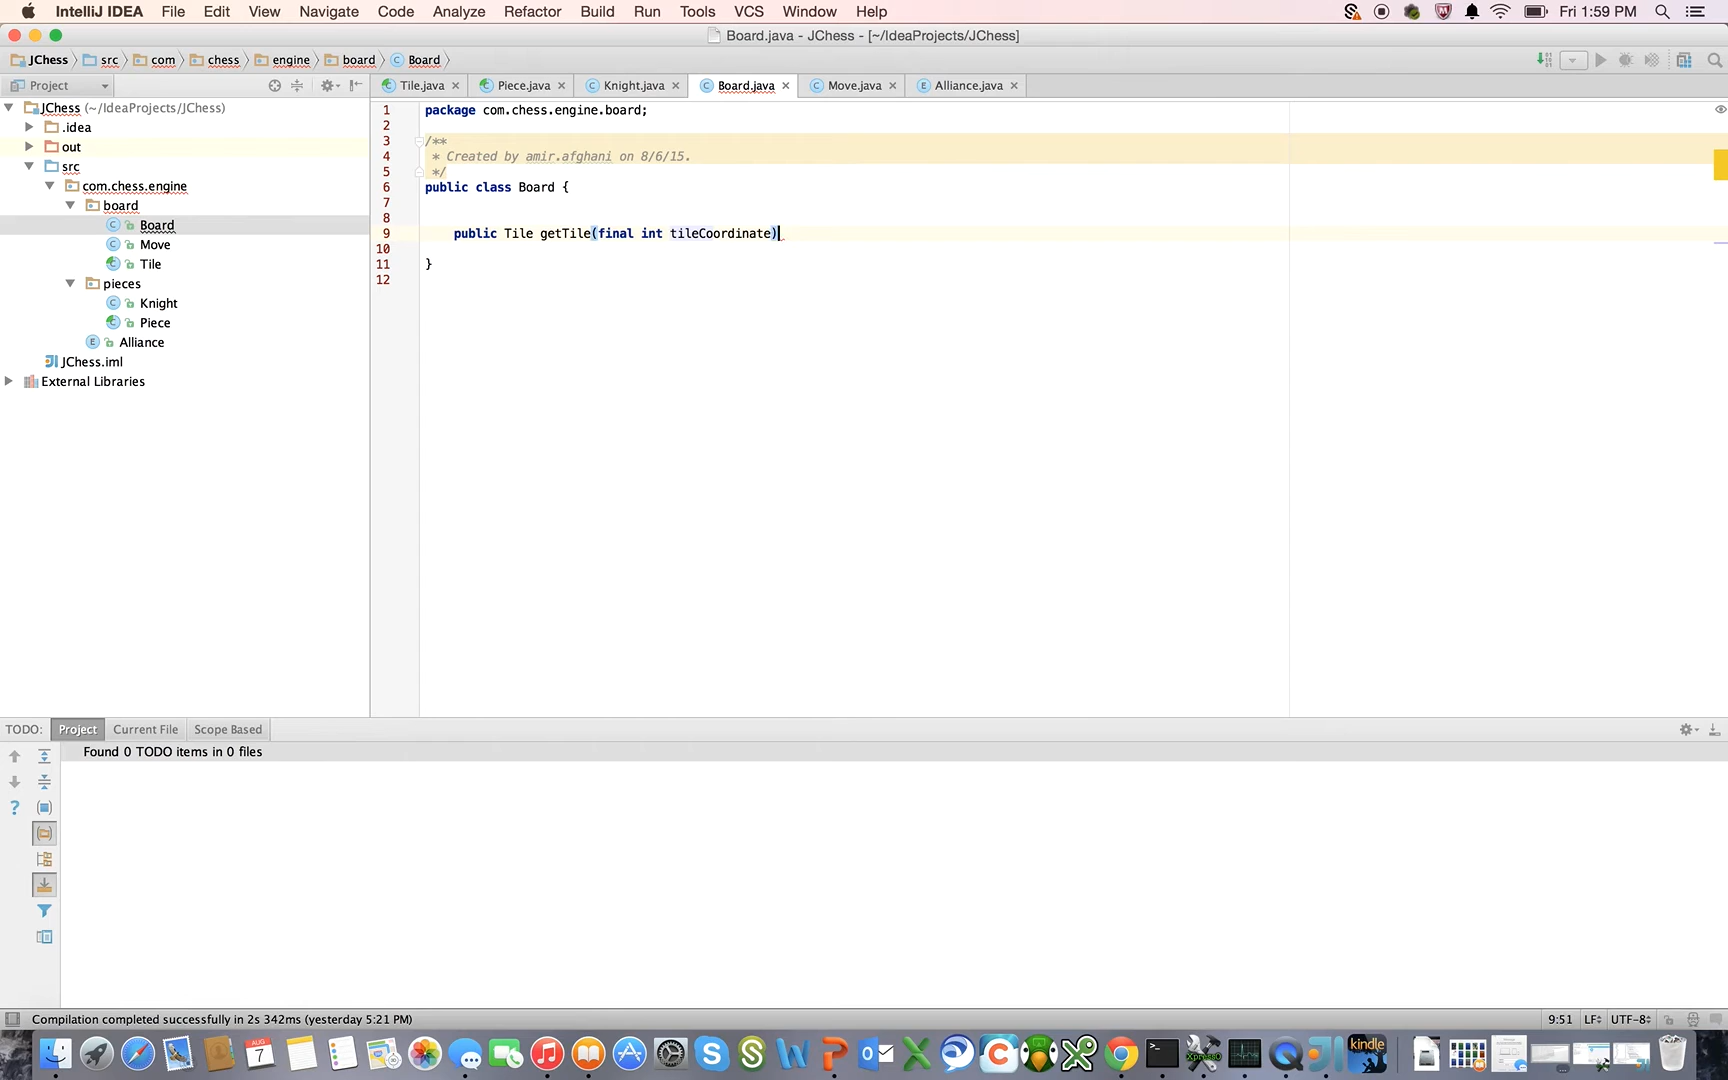 IntelliJ IDEA File Edit View Navigate Code Analyze Refactor Build Run Tools VCS Window Help Fri 1:59 PM
Board.java - JChess - [~/IdeaProjects/JChess]
JChess src com chess engine board Board
Project
Tile.java Piece.java Knight.java Board.java Move.java Alliance.java
JChess (~/IdeaProjects/JChess)
.idea
out
src
com.chess.engine
board
Board
Move
Tile
pieces
Knight
Piece
Alliance
JChess.iml
External Libraries
1 package com.chess.engine.board;
2
3 /**
4 * Created by amir.afghani on 8/6/15.
5 */
6 public class Board {
7
8
9 public Tile getTile(final int tileCoordinate)
10
11 }
12
TODO: Project Current File Scope Based
Found 0 TODO items in 0 files
Compilation completed successfully in 2s 342ms (yesterday 5:21 PM) 9:51 LF UTF-8
AUG
7
kindle